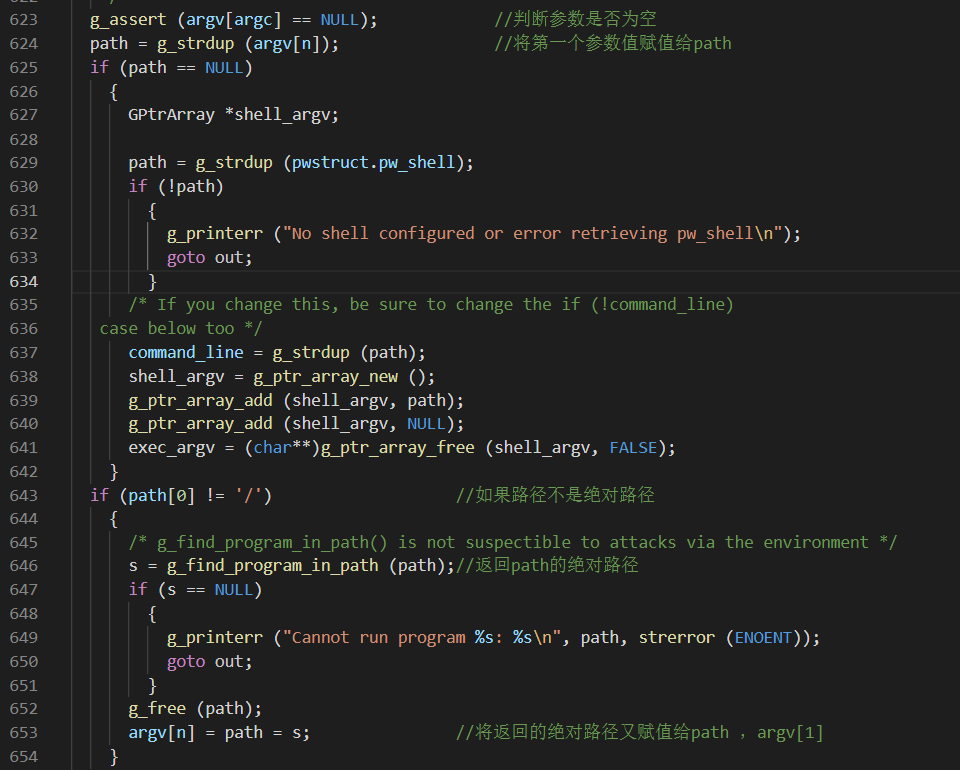 623 g_assert (argv[argc] == NULL); //判断参数是否为空
624 path = g_strdup (argv[n]); //将第一个参数值赋值给path
625 if (path == NULL)
626 {
627 GPtrArray *shell_argv;
628
629 path = g_strdup (pwstruct.pw_shell);
630 if (!path)
631 {
632 g_printerr ("No shell configured or error retrieving pw_shell\n");
633 goto out;
634 }
635 /* If you change this, be sure to change the if (!command_line)
636 case below too */
637 command_line = g_strdup (path);
638 shell_argv = g_ptr_array_new ();
639 g_ptr_array_add (shell_argv, path);
640 g_ptr_array_add (shell_argv, NULL);
641 exec_argv = (char**)g_ptr_array_free (shell_argv, FALSE);
642 }
643 if (path[0] != '/') //如果路径不是绝对路径
644 {
645 /* g_find_program_in_path() is not suspectible to attacks via the environment */
646 s = g_find_program_in_path (path);//返回path的绝对路径
647 if (s == NULL)
648 {
649 g_printerr ("Cannot run program %s: %s\n", path, strerror (ENOENT));
650 goto out;
651 }
652 g_free (path);
653 argv[n] = path = s; //将返回的绝对路径又赋值给path ，argv[1]
654 }